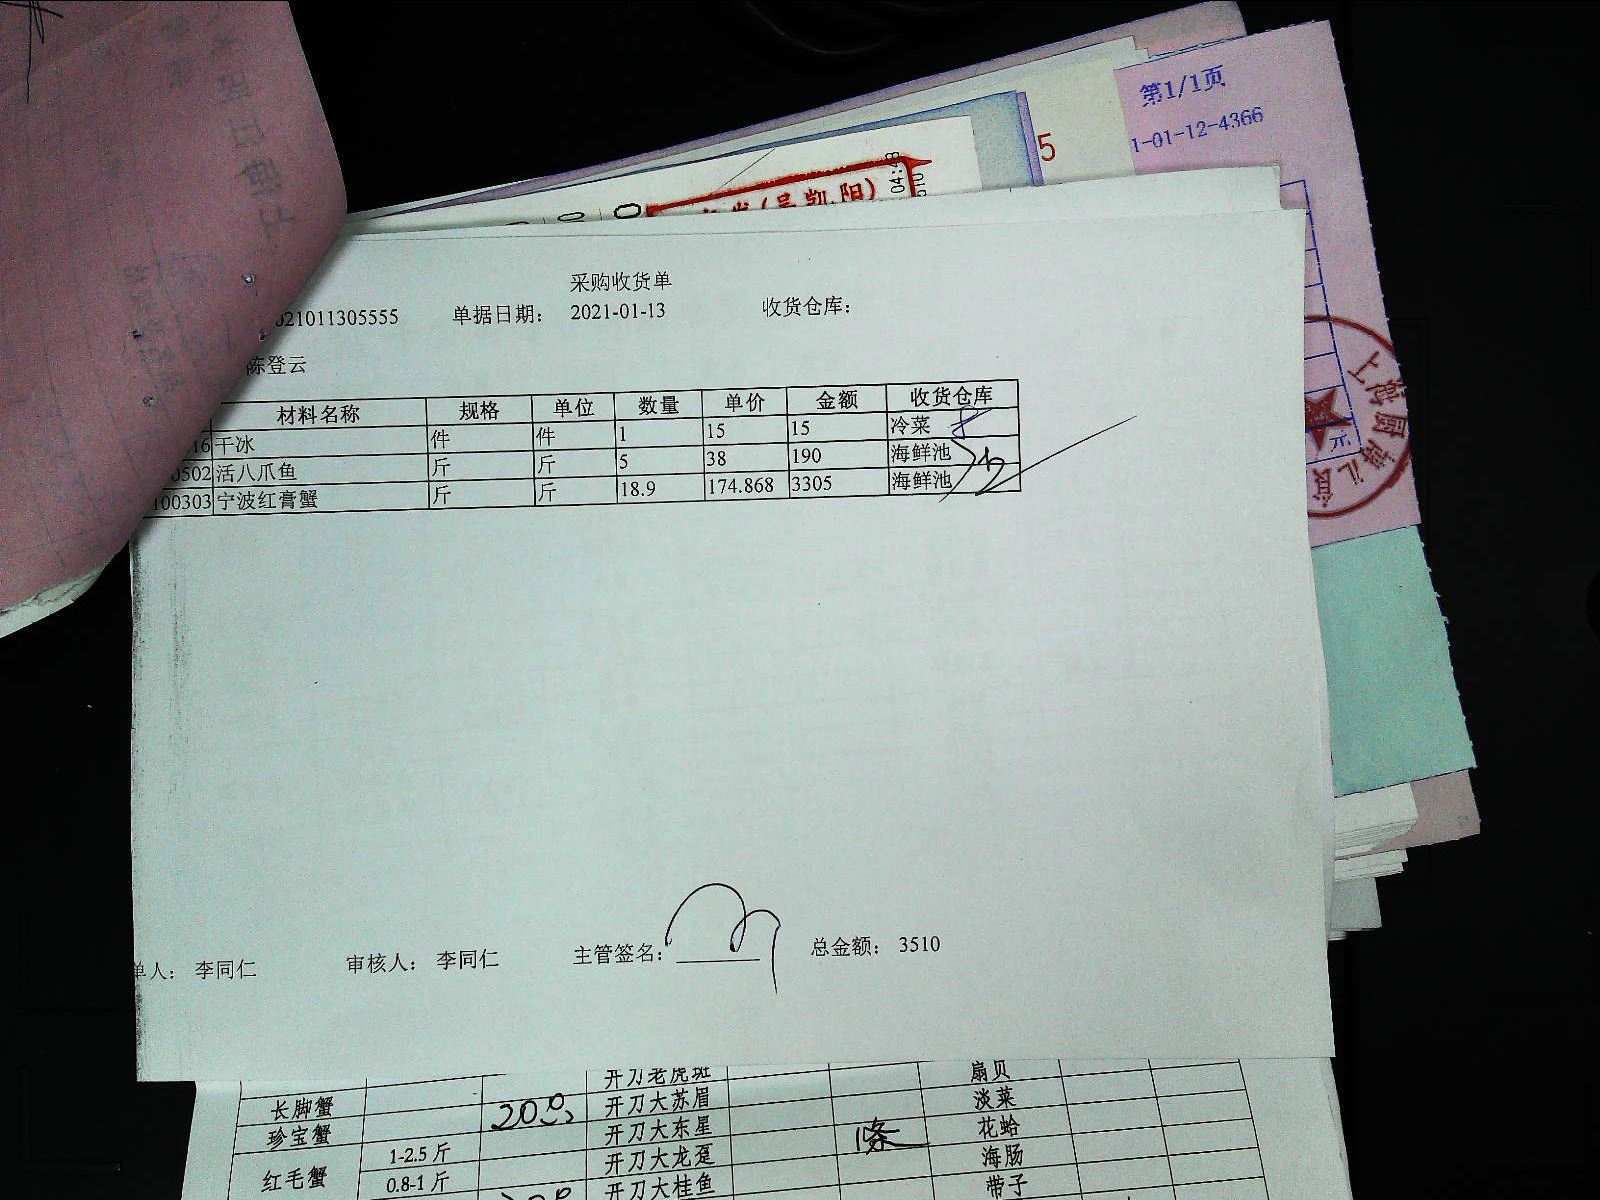 第1/1页
1-01-12-4366
5
04:48
采购收货单
021011305555 单据日期： 2021-01-13 收货仓库：
陈登云
材料名称 规格 单位 数量 单价 金额 收货仓库
16 干冰 件 件 1 15 15 冷菜
0502 活八爪鱼 斤 斤 5 38 190 海鲜池
100303 宁波红膏蟹 斤 斤 18.9 174.868 3305 海鲜池
单人： 李同仁 审核人： 李同仁 主管签名： 总金额： 3510
开刀老虎斑 扇贝
长脚蟹 开刀大苏眉 淡菜
珍宝蟹 开刀大东星 1条 花蛤
红毛蟹 1-2.5 斤 开刀大龙趸 海肠
0.8-1 斤 开刀大桂鱼 带子